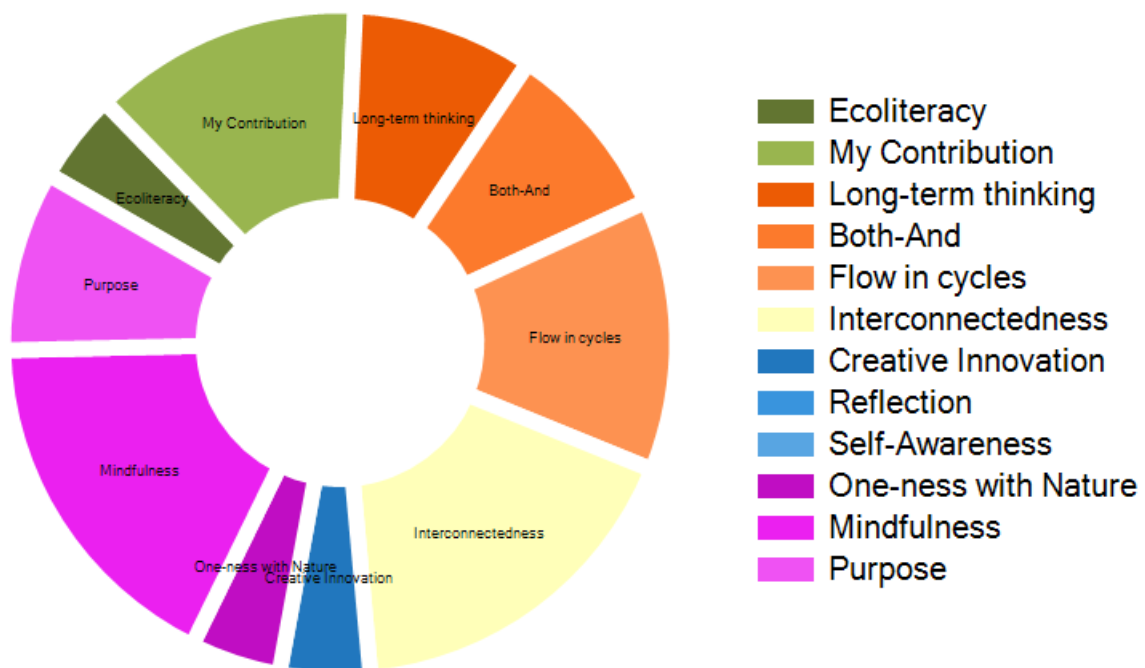 My Contribution
Long-term thinking
Both-And
Ecoliteracy
Purpose
Flow in cycles
Mindfulness
Interconnectedness
One-ness with Nature
Creative Innovation
Ecoliteracy
My Contribution
Long-term thinking
Both-And
Flow in cycles
Interconnectedness
Creative Innovation
Reflection
Self-Awareness
One-ness with Nature
Mindfulness
Purpose